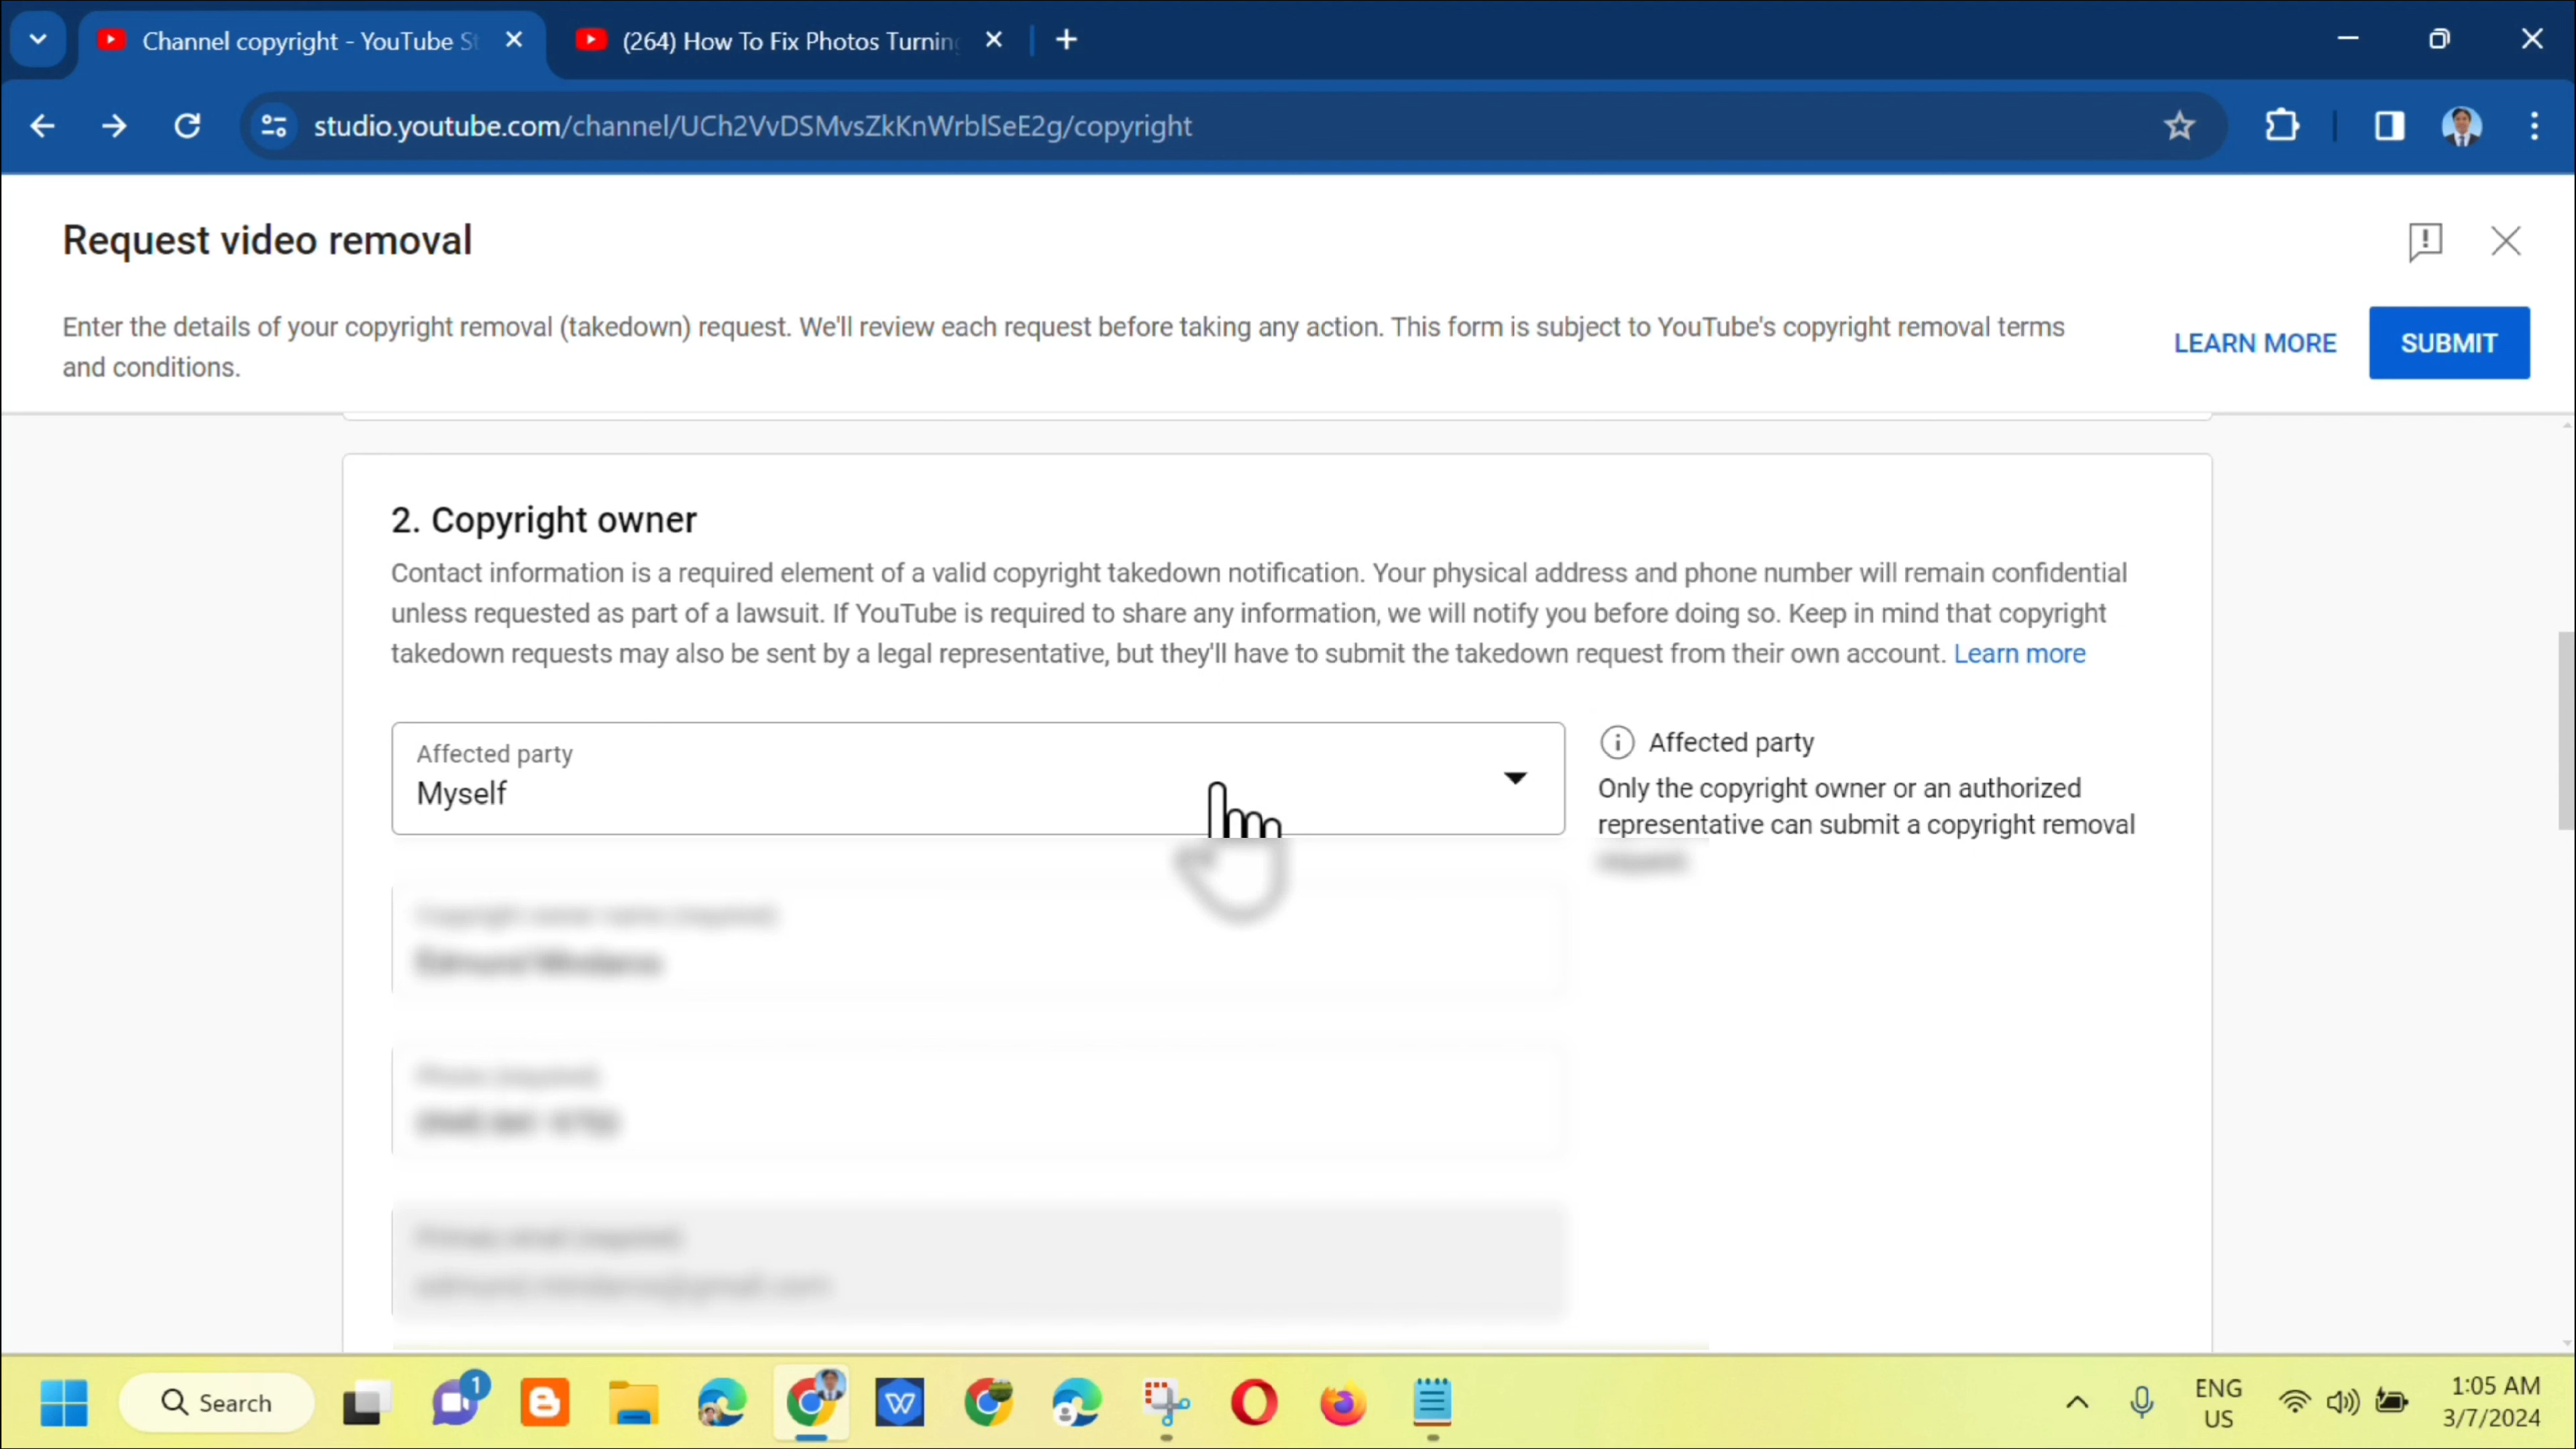 Channel copyright - YouTube St
(264) How To Fix Photos Turning
studio.youtube.com/channel/UCh2VvDSMvsZkKnWrblSeE2g/copyright
Request video removal
Enter the details of your copyright removal (takedown) request. We'll review each request before taking any action. This form is subject to YouTube's copyright removal terms
and conditions.
LEARN MORE
SUBMIT
2. Copyright owner
Contact information is a required element of a valid copyright takedown notification. Your physical address and phone number will remain confidential
unless requested as part of a lawsuit. If YouTube is required to share any information, we will notify you before doing so. Keep in mind that copyright
takedown requests may also be sent by a legal representative, but they'll have to submit the takedown request from their own account. Learn more
Affected party
Myself
Affected party
Only the copyright owner or an authorized
representative can submit a copyright removal
Search
1
ENG
US
1:05 AM
3/7/2024